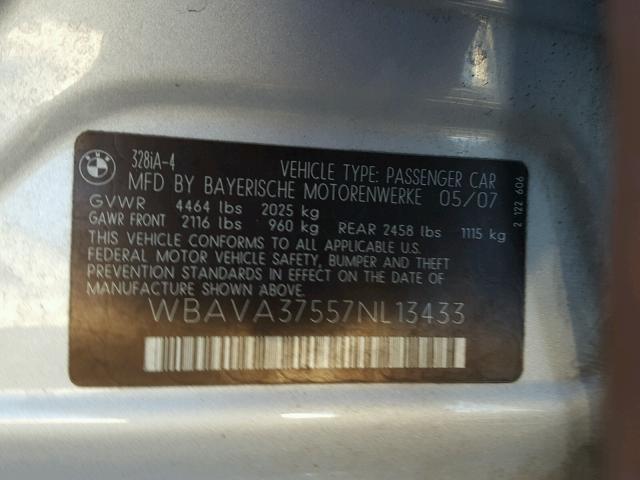 BMW
328iA-4 VEHICLE TYPE: PASSENGER CAR
MFD BY BAYERISCHE MOTORENWERKE 05/07
GVWR 4464 lbs 2025 kg
GAWR FRONT 2116 lbs 960 kg REAR 2458 lbs 1115 kg
THIS VEHICLE CONFORMS TO ALL APPLICABLE U.S.
FEDERAL MOTOR VEHICLE SAFETY, BUMPER AND THEFT
PREVENTION STANDARDS IN EFFECT ON THE DATE OF
MANUFACTURE SHOWN ABOVE.
WBAVA37557NL13433
2 122 606